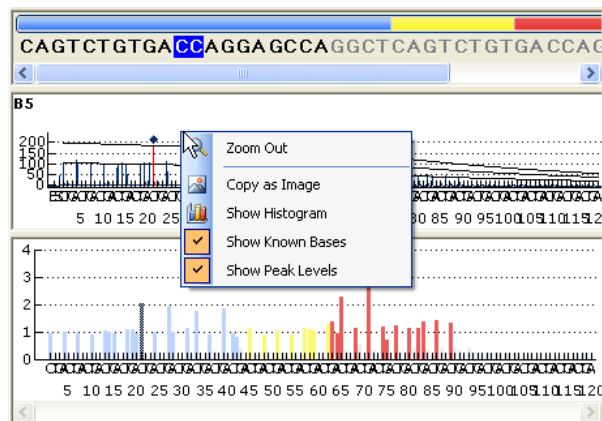 CAGTCTGTGACCAGGAGCCAGGCTCAGTCTGTGACCAG
B5
200
150
100
50
0
Zoom Out
Copy as Image
Show Histogram
Show Known Bases
Show Peak Levels
5 10 15 20 25 80 85 90 95 100 105 110 115 12
4
3
2
1
0
5 10 15 20 25 30 35 40 45 50 55 60 65 70 75 80 85 90 95 100 105 110 115 120